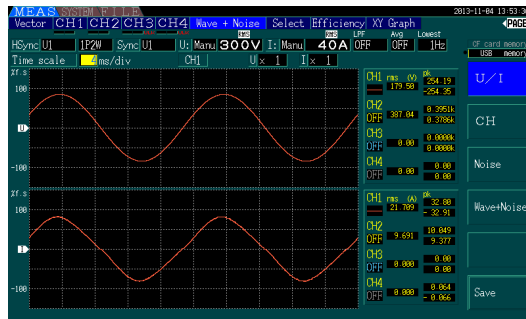 MEAS SYSTEM FILE 2013-11-04 13:53:3
Vector CH1 CH2 CH3 CH4 Wave + Noise Select Efficiency XY Graph PAGE
RMS RMS LPF Avg Lowest
HSync U1 1P2W Sync U1 U: Manu 300V I: Manu 40A OFF OFF 1Hz CF card memory
USB memory
Time scale 4 ms/div CH1 U× 1 I× 1
%f.s
100
U
-100
CH1 rms (V) pk
179.50 254.19
-254.35
CH2
OFF 387.04 0.3951k
0.3786k
CH3
OFF 0.00 0.0000k
0.0000k
CH4
OFF 0.00 0.00
0.00
%f.s
100
I
-100
CH1 rms (A) pk
21.709 32.80
- 32.91
CH2
OFF 9.691 10.049
9.377
CH3
OFF 0.000 0.00
0.00
CH4
OFF 0.000 0.064
- 0.066
U/I
CH
Noise
Wave+Noise
Save